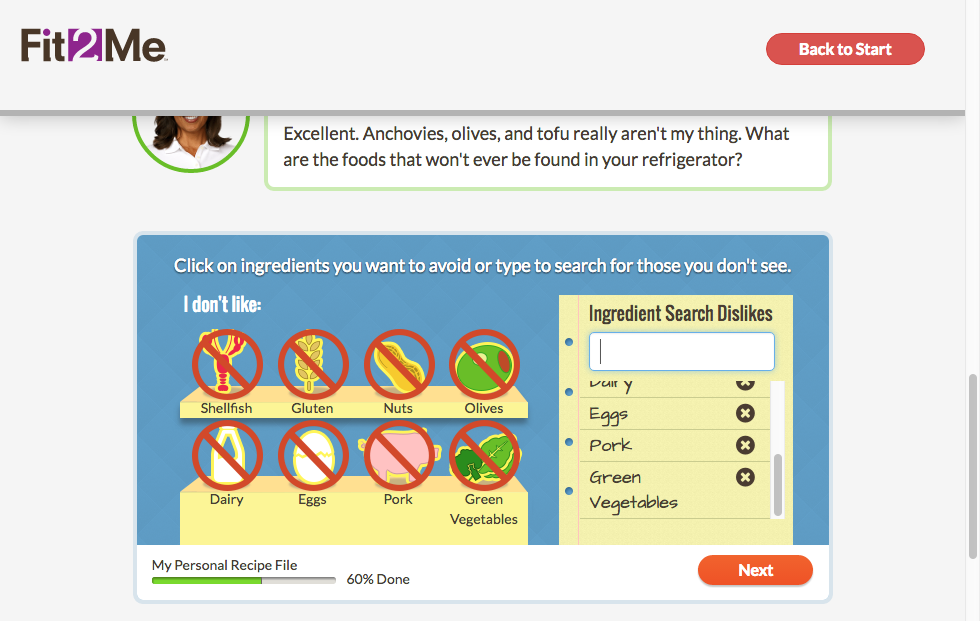 Fit2Me
Back to Start
Excellent. Anchovies, olives, and tofu really aren't my thing. What
are the foods that won't ever be found in your refrigerator?
Click on ingredients you want to avoid or type to search for those you don't see.
I don't like:
Ingredient Search Dislikes
Shellfish
Gluten
Nuts
Olives
Dairy
Eggs
Pork
Green
Vegetables
Dairy
Eggs
Pork
Green
Vegetables
My Personal Recipe File
60% Done
Next